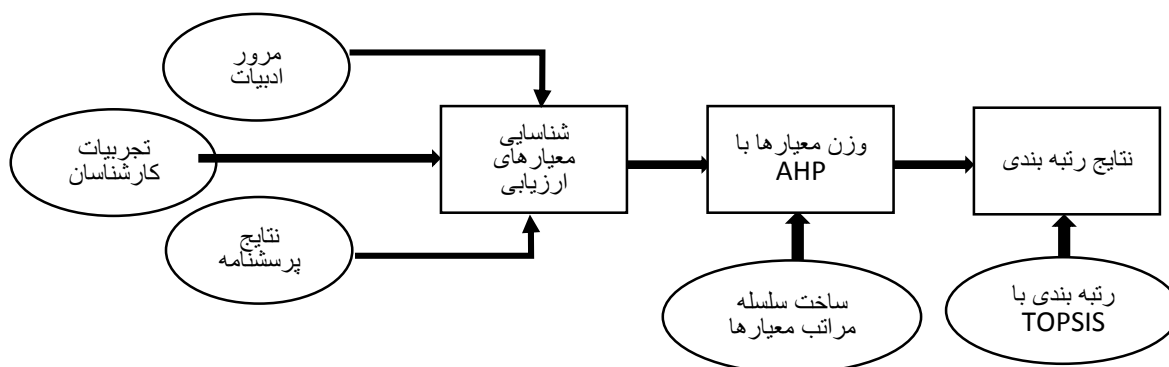 مرور
ادبیات
تجربیات
کارشناسان
نتایج
پرسشنامه
شناسایی
معیارهای
ارزیابی
وزن معیارها با
AHP
ساخت سلسله
مراتب معیارها
نتایج رتبه بندی
رتبه بندی با
TOPSIS